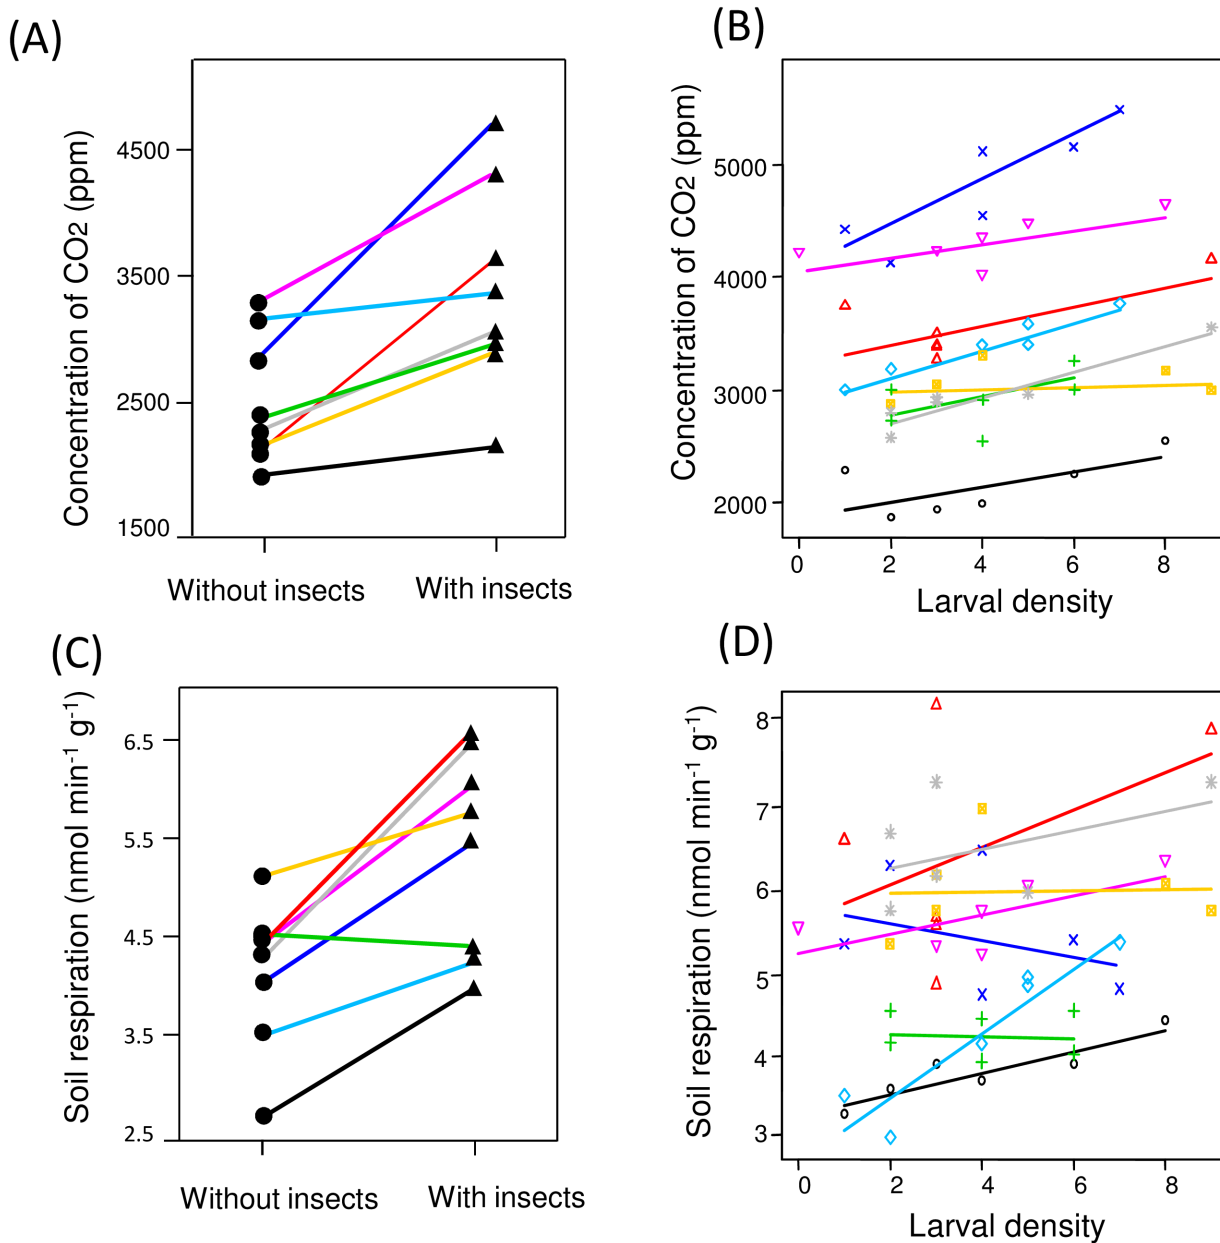 (A)
Concentration of CO2 (ppm)
4500
3500
2500
1500
Without insects
With insects
(B)
Concentration of CO2 (ppm)
5000
4000
3000
2000
0
2
4
6
8
Larval density
(C)
Soil respiration (nmol min-1 g-1)
6.5
5.5
4.5
3.5
2.5
Without insects
With insects
(D)
Soil respiration (nmol min-1 g-1)
8
7
6
5
4
3
0
2
4
6
8
Larval density